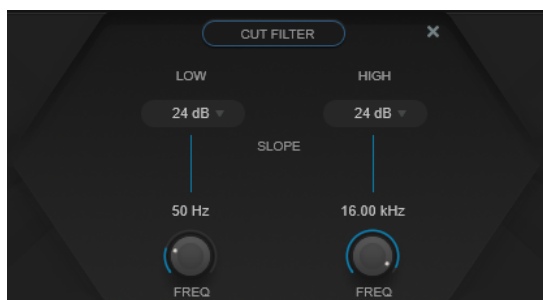 CUT FILTER
LOW HIGH
24 dB 24 dB
SLOPE
50 Hz 16.00 kHz
FREQ FREQ